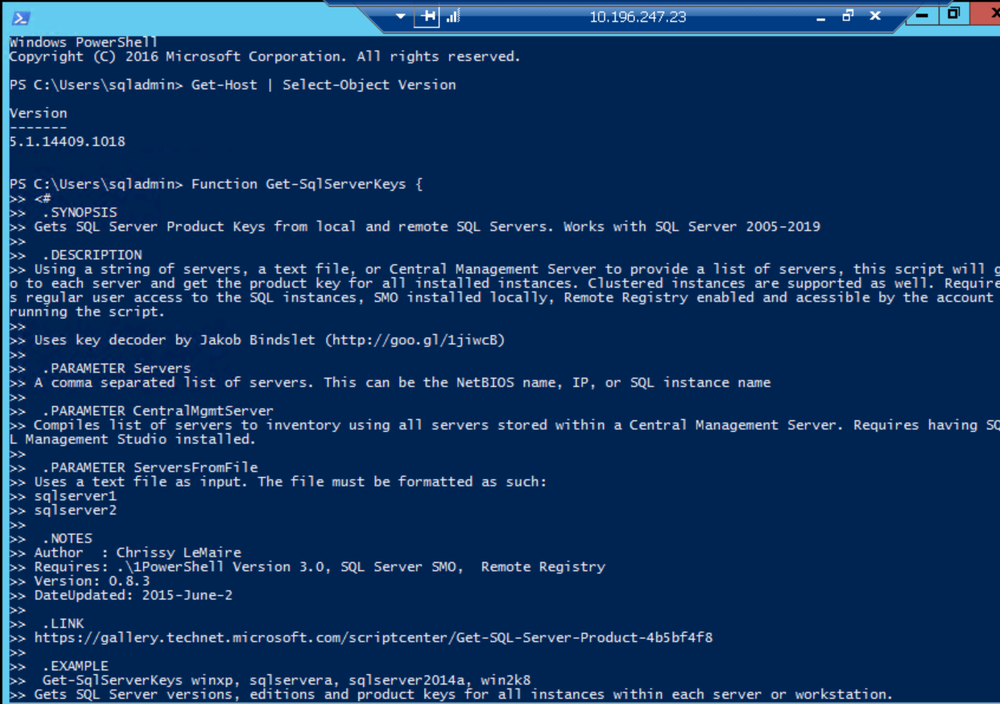 10.196.247.23
Windows PowerShell
Copyright (C) 2016 Microsoft Corporation. All rights reserved.
PS C:\Users\sqladmin> Get-Host | Select-Object Version
Version
-------
5.1.14409.1018
PS C:\Users\sqladmin> Function Get-SqlServerKeys {
>> <#
>>  .SYNOPSIS
>> Gets SQL Server Product Keys from local and remote SQL Servers. Works with SQL Server 2005-2019
>>
>>  .DESCRIPTION
>> Using a string of servers, a text file, or Central Management Server to provide a list of servers, this script will g
o to each server and get the product key for all installed instances. Clustered instances are supported as well. Require
s regular user access to the SQL instances, SMO installed locally, Remote Registry enabled and acessible by the account
running the script.
>>
>> Uses key decoder by Jakob Bindslet (http://goo.gl/1jiwcB)
>>
>>  .PARAMETER Servers
>> A comma separated list of servers. This can be the NetBIOS name, IP, or SQL instance name
>>
>>  .PARAMETER CentralMgmtServer
>> Compiles list of servers to inventory using all servers stored within a Central Management Server. Requires having SQ
L Management Studio installed.
>>
>>  .PARAMETER ServersFromFile
>> Uses a text file as input. The file must be formatted as such:
>> sqlserver1
>> sqlserver2
>>
>>  .NOTES
>> Author  : Chrissy LeMaire
>> Requires: .\1PowerShell Version 3.0, SQL Server SMO,  Remote Registry
>> Version: 0.8.3
>> DateUpdated: 2015-June-2
>>
>>  .LINK
>> https://gallery.technet.microsoft.com/scriptcenter/Get-SQL-Server-Product-4b5bf4f8
>>
>>  .EXAMPLE
>>  Get-SqlServerKeys winxp, sqlservera, sqlserver2014a, win2k8
>> Gets SQL Server versions, editions and product keys for all instances within each server or workstation.